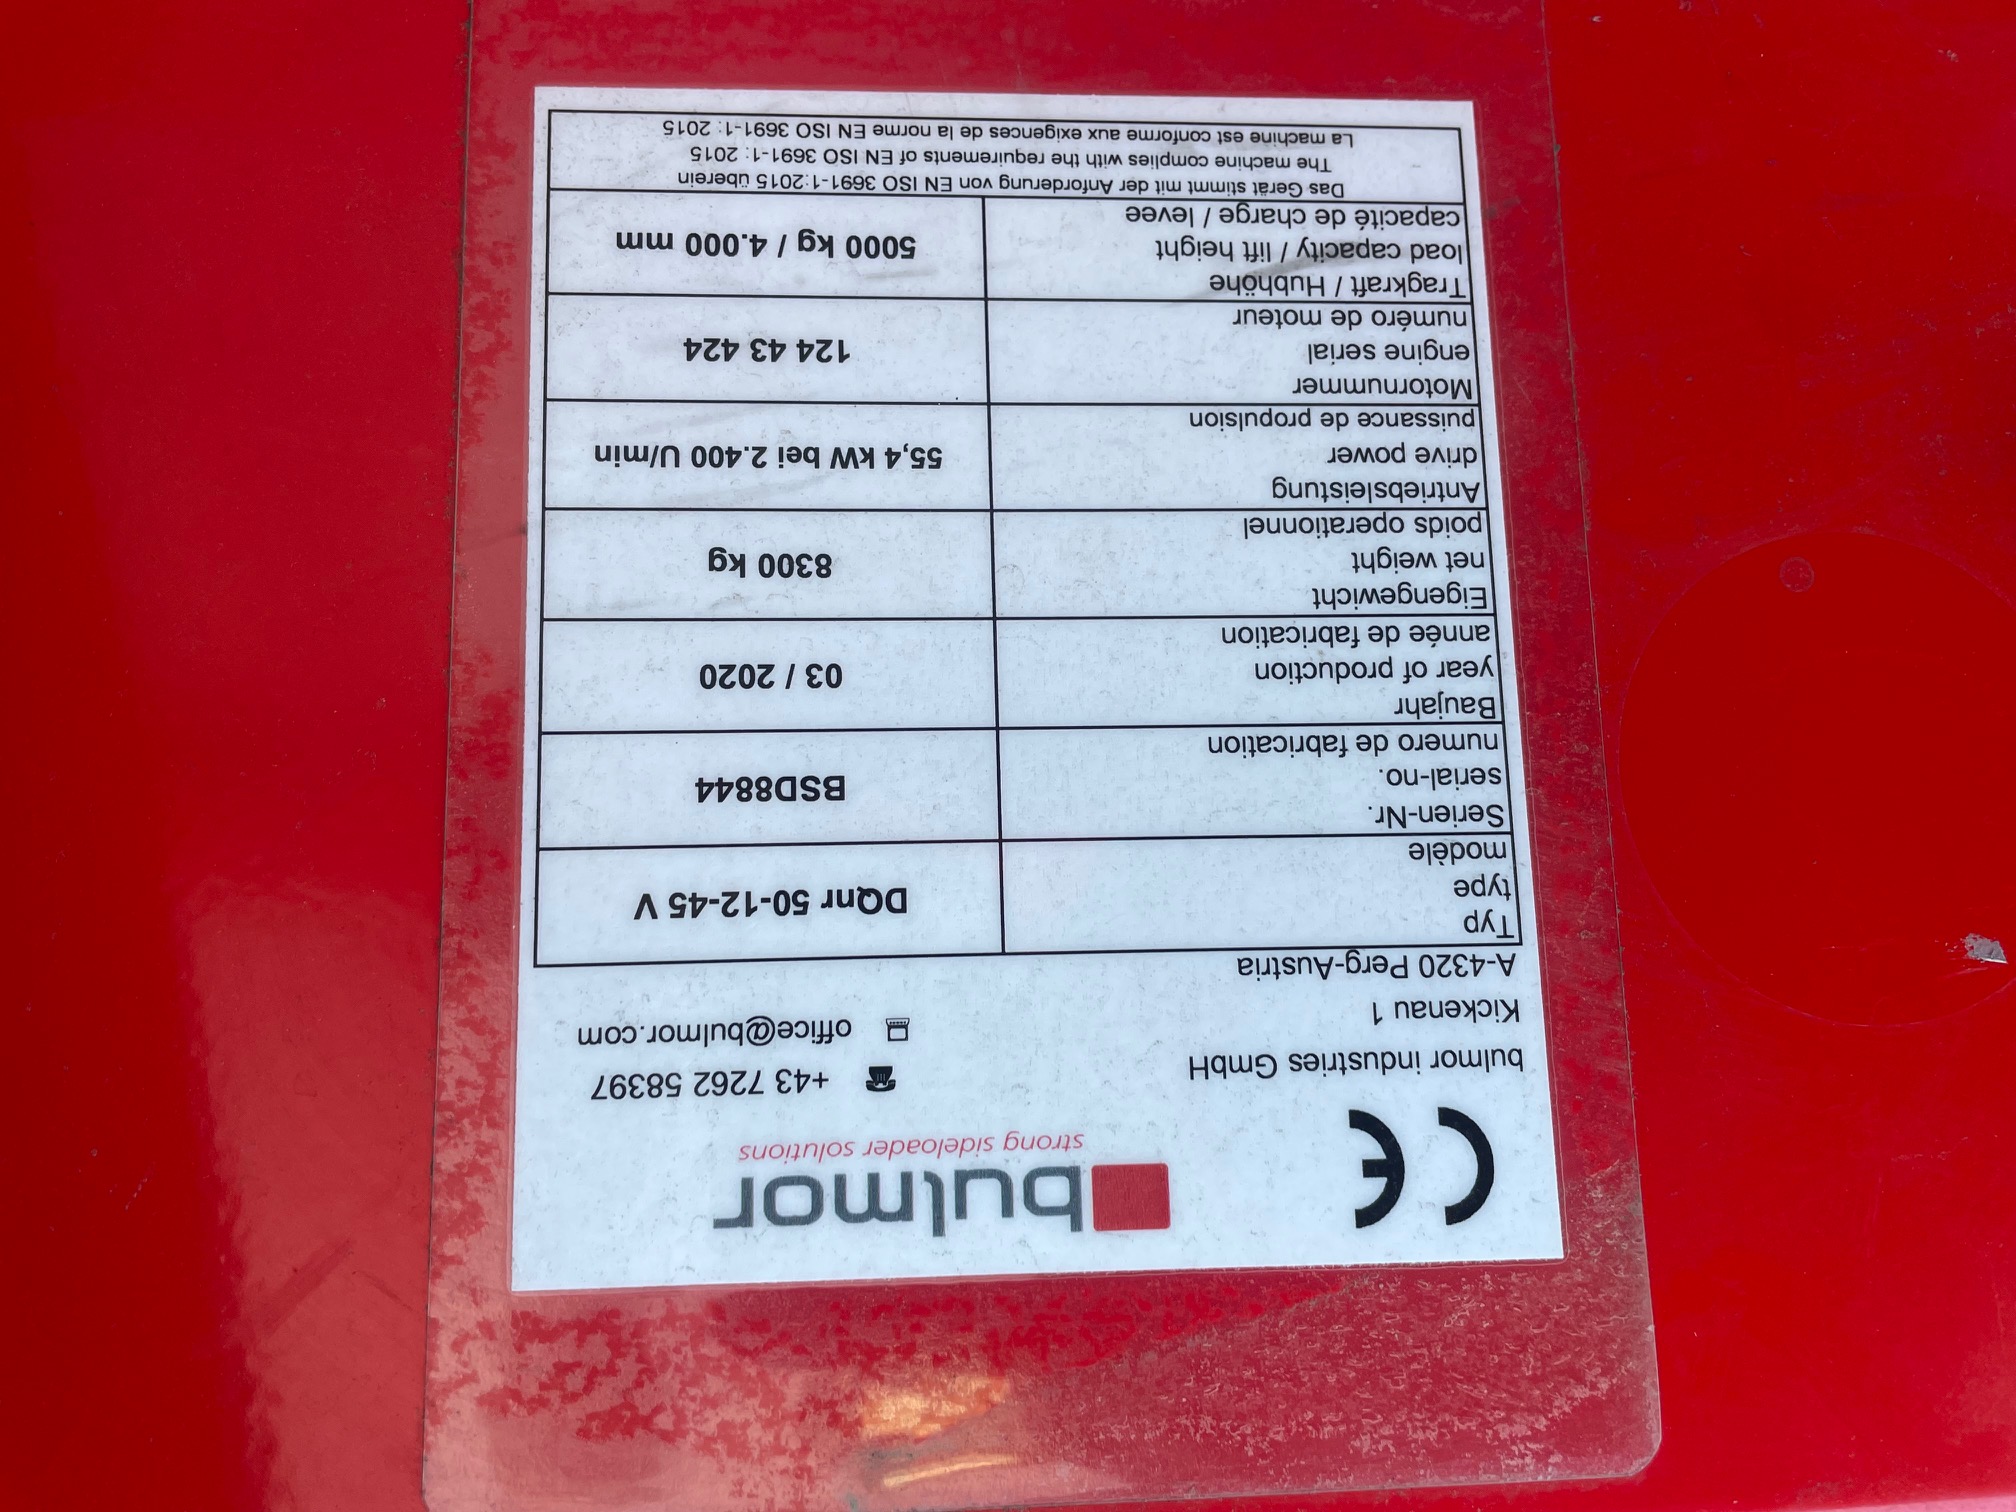 CE
bulmor
strong sideloader solutions
bulmor industries GmbH
+43 7262 58397
Kickenau 1
office@bulmor.com
A-4320 Perg-Austria
Typ
type
modèle
DQnr 50-12-45 V
Serien-Nr.
serial-no.
numero de fabrication
BSD8844
Baujahr
year of production
année de fabrication
03 / 2020
Eigengewicht
net weight
poids operationnel
8300 kg
Antriebsleistung
drive power
puissance de propulsion
55,4 kW bei 2.400 U/min
Motornummer
engine serial
numéro de moteur
124 43 424
Tragkraft / Hubhöhe
load capacity / lift height
capacité de charge / levee
5000 kg / 4.000 mm
Das Gerät stimmt mit der Anforderung von EN ISO 3691-1:2015 überein
The machine complies with the requirements of EN ISO 3691-1: 2015
La machine est conforme aux exigences de la norme EN ISO 3691-1: 2015